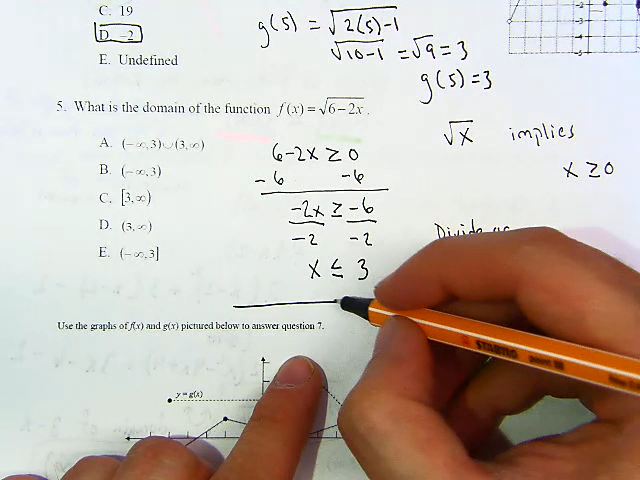 C. 19
D. -2
E. Undefined
g(5) = √2(5)-1
√10-1 = √9 = 3
g(5) = 3
5. What is the domain of the function f(x)=√6-2x.
A. (-∞,3)∪(3,∞)
B. (-∞,3)
C. [3,∞)
D. (3,∞)
E. (-∞,3]
6-2x ≥ 0
-6 -6
-2x ≥ -6
-2 -2
x ≤ 3
√x implies
x ≥ 0
Divide
Use the graphs of f(x) and g(x) pictured below to answer question 7.
y = g(x)
STABILO